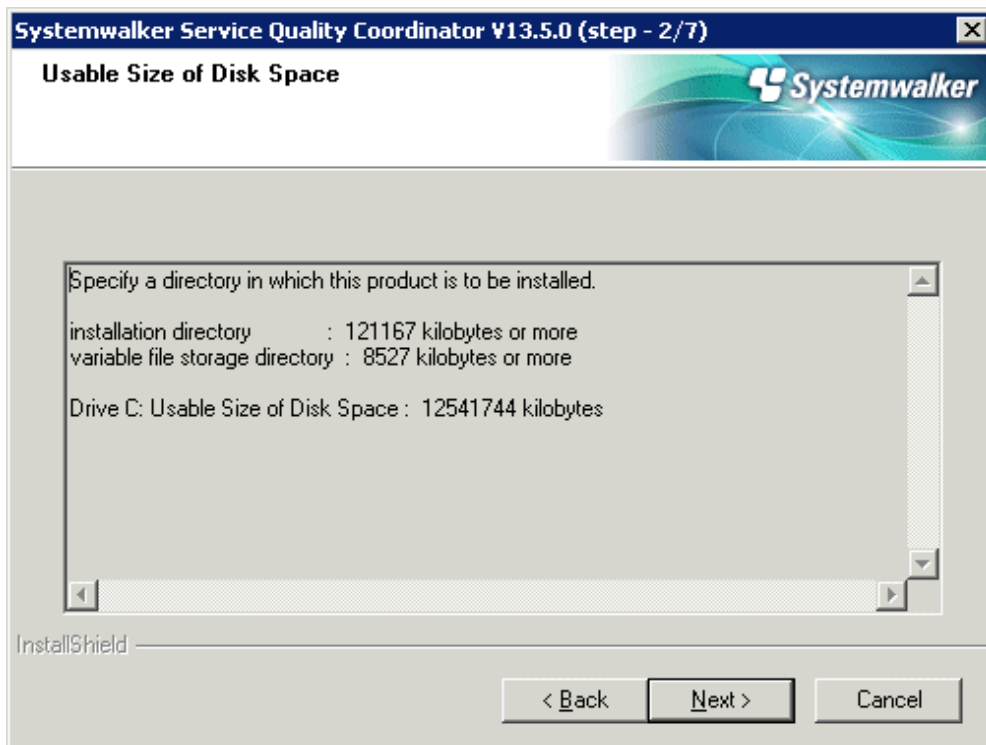 Systemwalker Service Quality Coordinator V13.5.0 (step - 2/7)
Usable Size of Disk Space
Systemwalker
Specify a directory in which this product is to be installed.
installation directory : 121167 kilobytes or more
variable file storage directory : 8527 kilobytes or more
Drive C: Usable Size of Disk Space : 12541744 kilobytes
InstallShield
< Back Next > Cancel